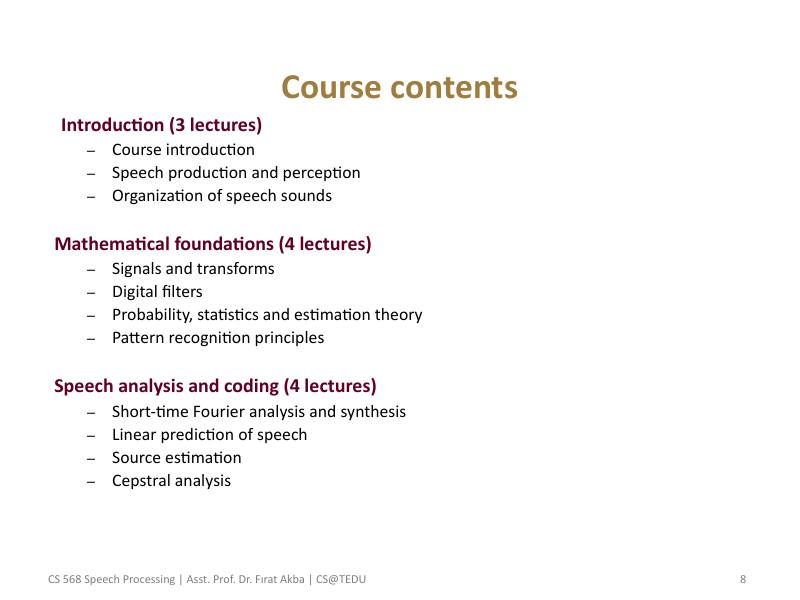 Course contents
Introduction (3 lectures)
– Course introduction
– Speech production and perception
– Organization of speech sounds
Mathematical foundations (4 lectures)
– Signals and transforms
– Digital filters
– Probability, statistics and estimation theory
– Pattern recognition principles
Speech analysis and coding (4 lectures)
– Short-time Fourier analysis and synthesis
– Linear prediction of speech
– Source estimation
– Cepstral analysis
CS 568 Speech Processing | Asst. Prof. Dr. Fırat Akba | CS@TEDU 8